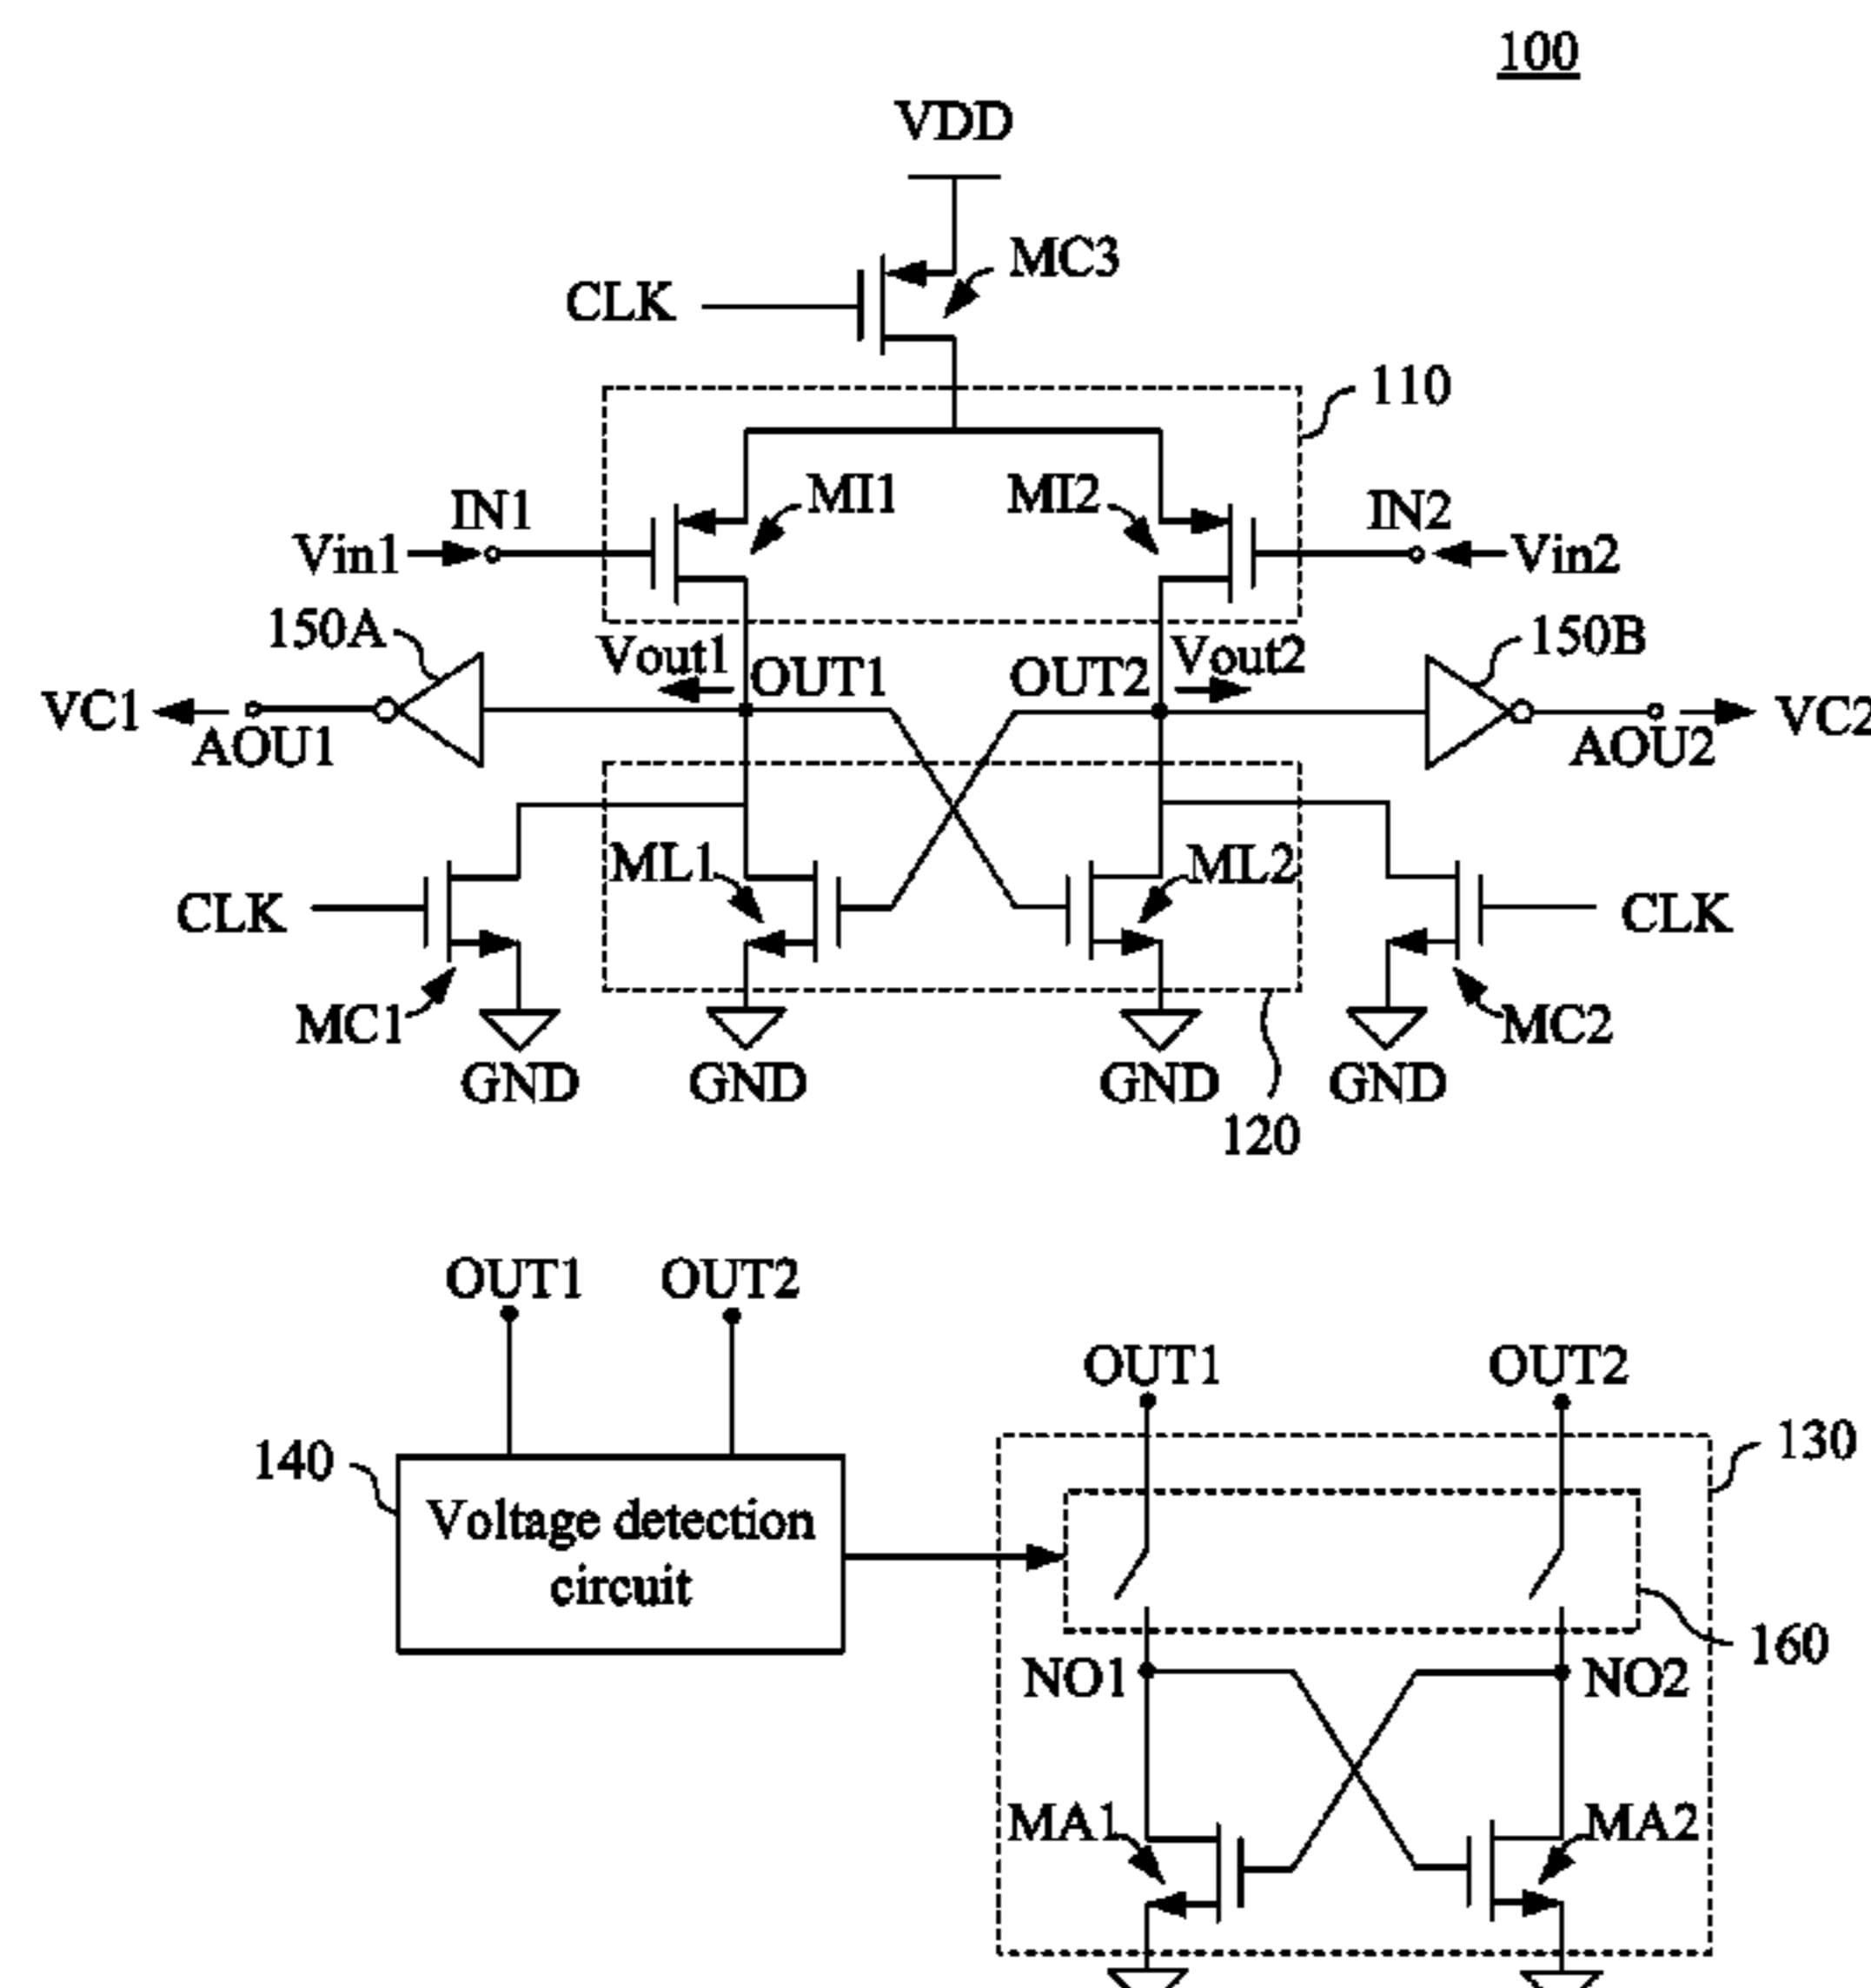 100
VDD
MC3
CLK
110
MI1
MI2
IN1
IN2
Vin1
Vin2
150A
150B
Vout1
Vout2
OUT1
OUT2
VC1
VC2
AOU1
AOU2
ML1
ML2
CLK
CLK
MC1
MC2
GND
GND
GND
GND
120
OUT1
OUT2
OUT1
OUT2
130
140
Voltage detection
circuit
160
NO1
NO2
MA1
MA2